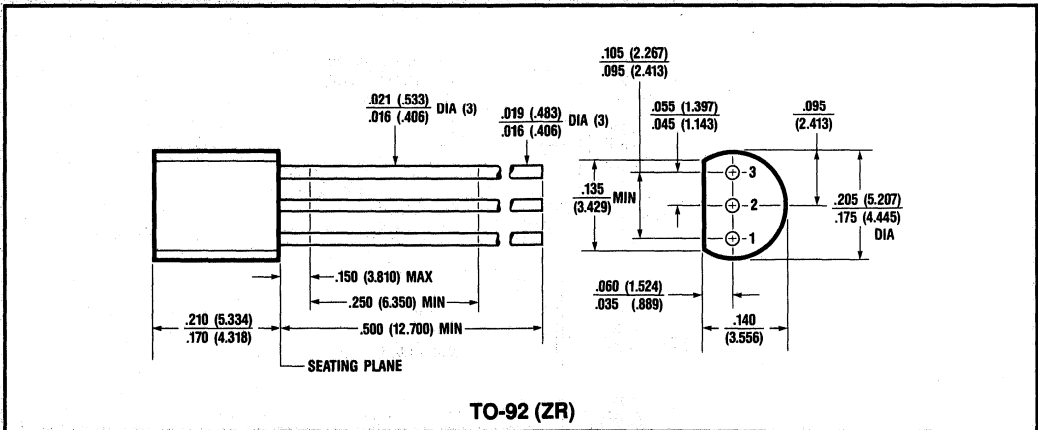 .105 (2.267)
.095 (2.413)
.021 (.533)
.016 (.406) DIA (3)
.019 (.483)
.016 (.406) DIA (3)
.055 (1.397)
.045 (1.143)
.095
(2.413)
3
.135
(3.429) MIN
2
.205 (5.207)
.175 (4.445)
DIA
1
.150 (3.810) MAX
.250 (6.350) MIN
.060 (1.524)
.035 (.889)
.210 (5.334)
.170 (4.318)
.500 (12.700) MIN
.140
(3.556)
SEATING PLANE
TO-92 (ZR)